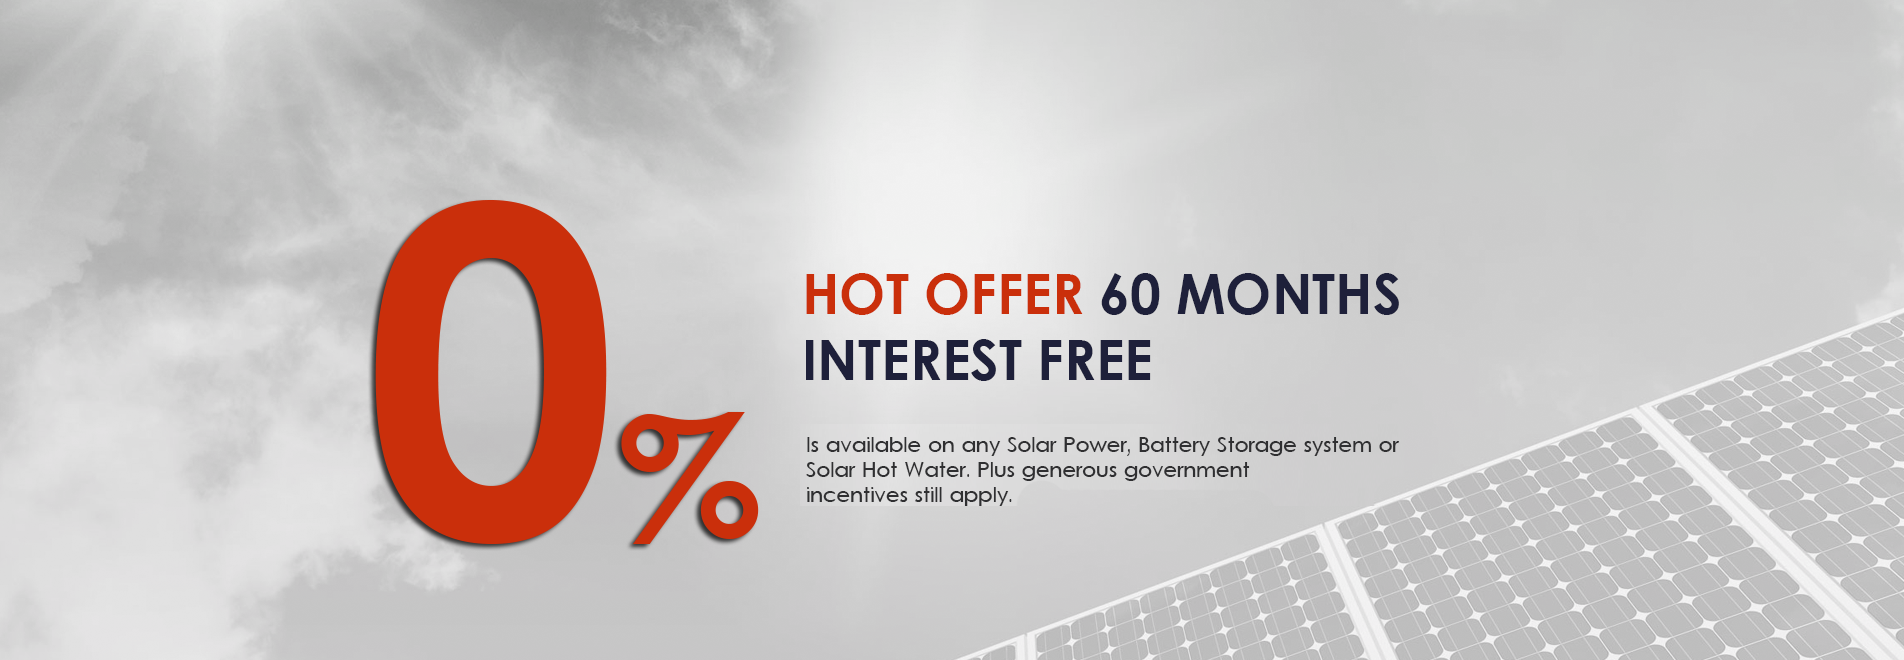 0%
HOT OFFER 60 MONTHS
INTEREST FREE
Is available on any Solar Power, Battery Storage system or
Solar Hot Water. Plus generous government
incentives still apply.